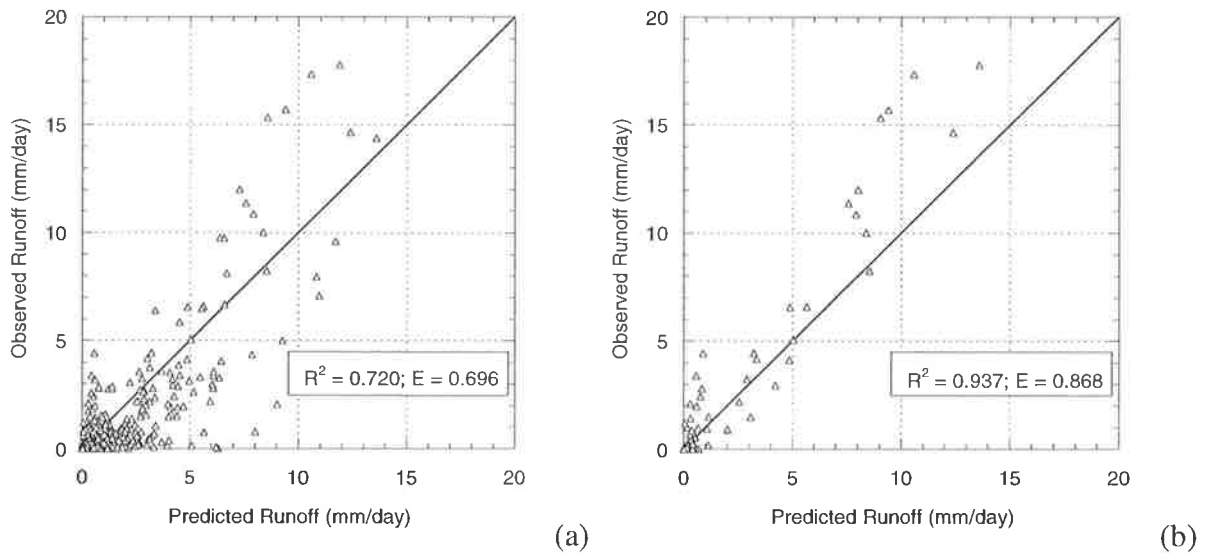 20
15
10
5
0
Observed Runoff (mm/day)
R² = 0.720; E = 0.696
0 5 10 15 20
Predicted Runoff (mm/day)
(a)
20
15
10
5
0
Observed Runoff (mm/day)
R² = 0.937; E = 0.868
0 5 10 15 20
Predicted Runoff (mm/day)
(b)